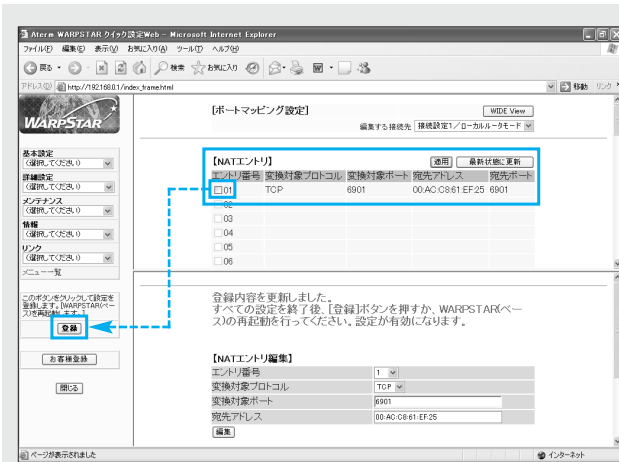 Aterm WARPSTAR クイック設定Web - Microsoft Internet Explorer
ファイル(F) 編集(E) 表示(V) お気に入り(A) ツール(T) ヘルプ(H)
戻る 検索 お気に入り
アドレス(D) http://192.168.0.1/index_frame.html 移動 リンク
WARPSTAR
基本設定
(選択してください)
詳細設定
(選択してください)
メンテナンス
(選択してください)
情報
(選択してください)
リンク
(選択してください)
メニュー一覧
このボタンをクリックして設定を
登録します。[WARPSTAR(ベー
ス)を再起動します。]
登録
お客様登録
閉じる
[ポートマッピング設定] WIDE View
編集する接続先 接続設定1/ローカルルータモード
【NATエントリ】 適用 最新状態に更新
エントリ番号 変換対象プロトコル 変換対象ポート 宛先アドレス 宛先ポート
01 TCP 6901 00:AC:C8:61:EF:25 6901
02
03
04
05
06
登録内容を更新しました。
すべての設定を終了後、[登録]ボタンを押すか、WARPSTAR(ベー
ス)の再起動を行ってください。設定が有効になります。
【NATエントリ編集】
エントリ番号 1
変換対象プロトコル TCP
変換対象ポート 6901
宛先アドレス 00:AC:C8:61:EF:25
編集
ページが表示されました インターネット